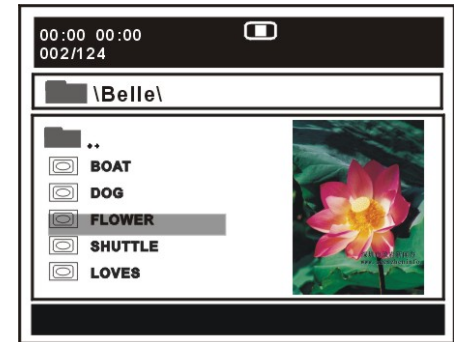 00:00 00:00
002/124
\Belle\
..
BOAT
DOG
FLOWER
SHUTTLE
LOVES